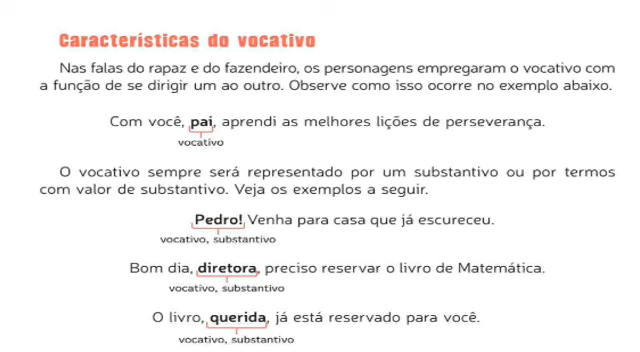 Características do vocativo
Nas falas do rapaz e do fazendeiro, os personagens empregaram o vocativo com
a função de se dirigir um ao outro. Observe como isso ocorre no exemplo abaixo.
Com você, pai, aprendi as melhores lições de perseverança.
vocativo
O vocativo sempre será representado por um substantivo ou por termos
com valor de substantivo. Veja os exemplos a seguir.
Pedro! Venha para casa que já escureceu.
vocativo, substantivo
Bom dia, diretora, preciso reservar o livro de Matemática.
vocativo, substantivo
O livro, querida, já está reservado para você.
vocativo, substantivo